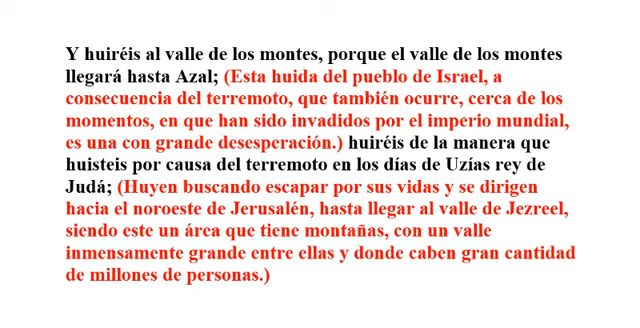 Y huiréis al valle de los montes, porque el valle de los montes
llegará hasta Azal; (Esta huida del pueblo de Israel, a
consecuencia del terremoto, que también ocurre, cerca de los
momentos, en que han sido invadidos por el imperio mundial,
es una con grande desesperación.) huiréis de la manera que
huisteis por causa del terremoto en los días de Uzías rey de
Judá; (Huyen buscando escapar por sus vidas y se dirigen
hacia el noroeste de Jerusalén, hasta llegar al valle de Jezreel,
siendo este un área que tiene montañas, con un valle
inmensamente grande entre ellas y donde caben gran cantidad
de millones de personas.)